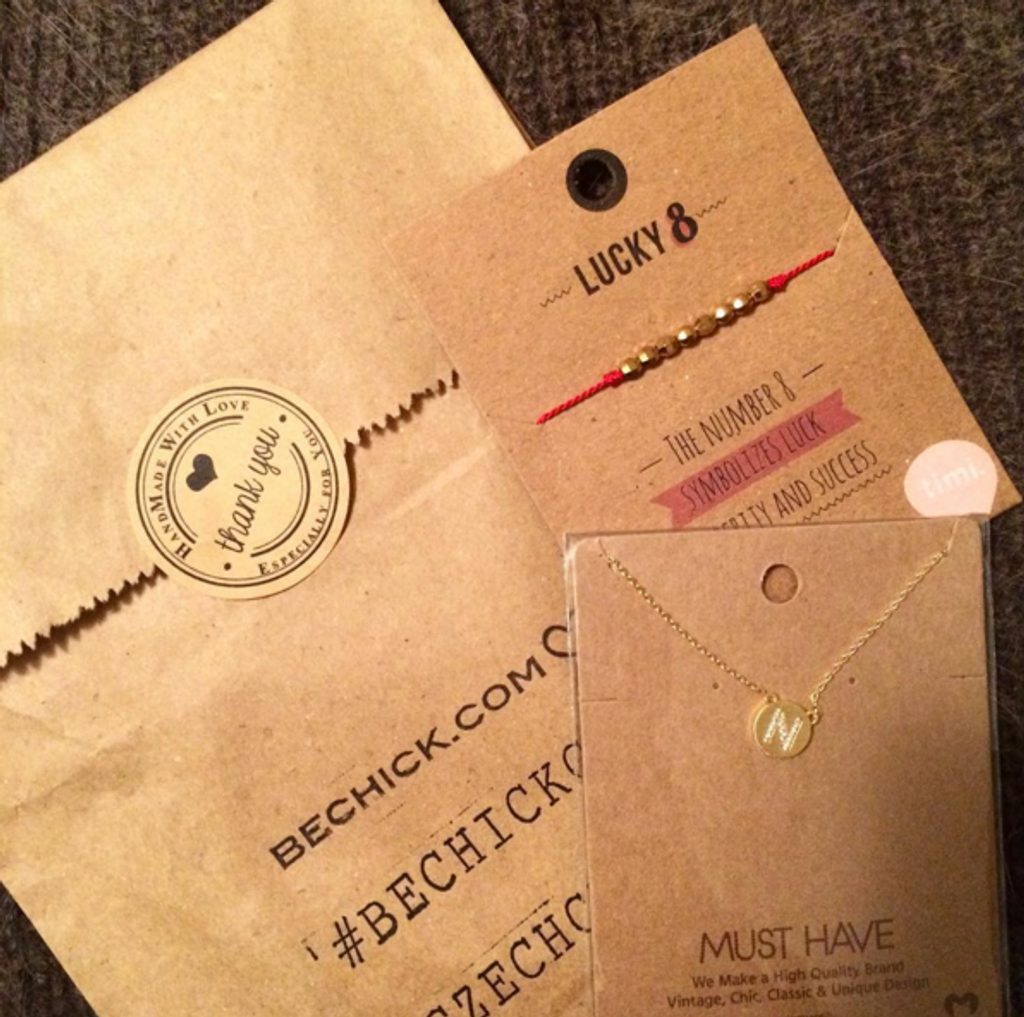 HANDMADE WITH LOVE
thank you
ESPECIALLY FOR YOU
BECHICK.COM
#BECHICK
LUCKY 8
THE NUMBER 8
SYMBOLIZES LUCK
AND SUCCESS
timi.
N
MUST HAVE
We Make a High Quality Brand
Vintage, Chic, Classic & Unique Design